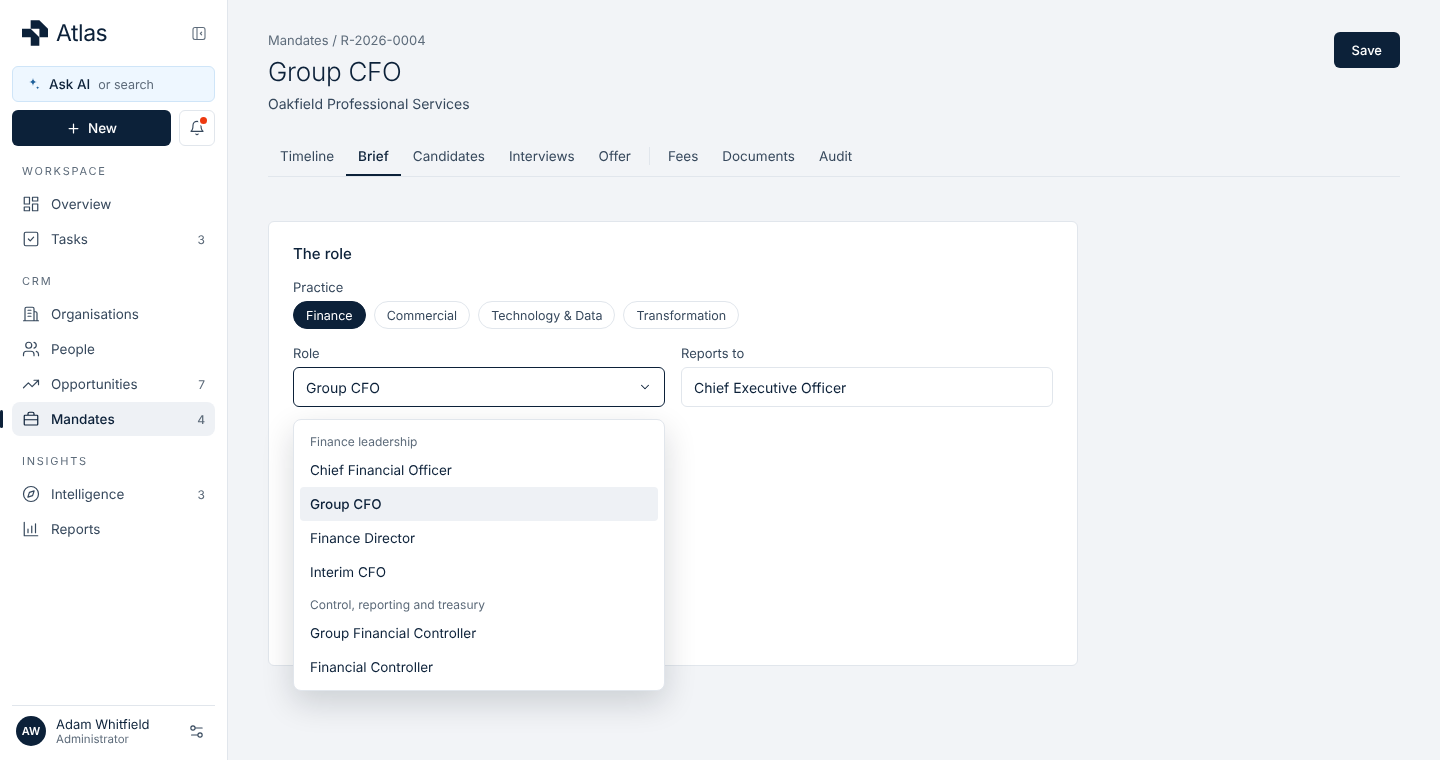 Atlas
Ask AI or search
New
WORKSPACE
Overview
Tasks 3
CRM
Organisations
People
Opportunities 7
Mandates 4
INSIGHTS
Intelligence 3
Reports
AW
Adam Whitfield
Administrator
Mandates / R-2026-0004
Group CFO
Oakfield Professional Services
Save
Timeline Brief Candidates Interviews Offer Fees Documents Audit
The role
Practice
Finance Commercial Technology & Data Transformation
Role Reports to
Group CFO Chief Executive Officer
Finance leadership
Chief Financial Officer
Group CFO
Finance Director
Interim CFO
Control, reporting and treasury
Group Financial Controller
Financial Controller